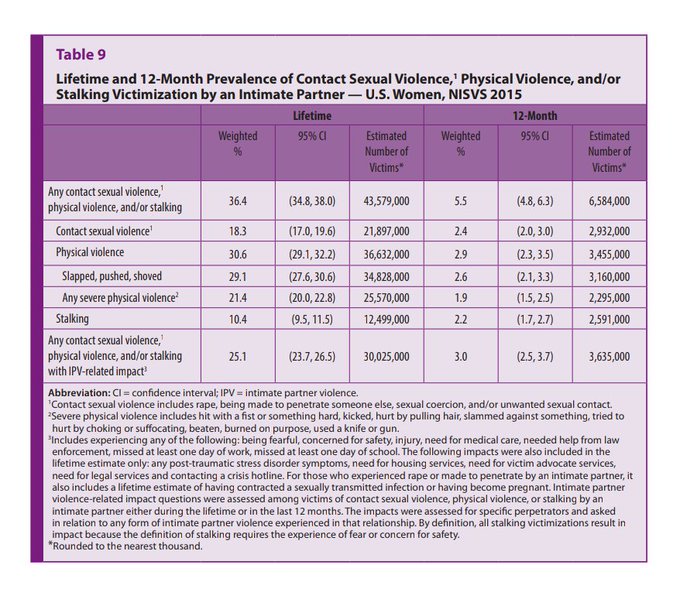 Table 9
Lifetime and 12-Month Prevalence of Contact Sexual Violence,¹ Physical Violence, and/or
Stalking Victimization by an Intimate Partner — U.S. Women, NISVS 2015
Lifetime 12-Month
Weighted % 95% CI Estimated Number of Victims* Weighted % 95% CI Estimated Number of Victims*
Any contact sexual violence,¹
physical violence, and/or stalking 36.4 (34.8, 38.0) 43,579,000 5.5 (4.8, 6.3) 6,584,000
Contact sexual violence¹ 18.3 (17.0, 19.6) 21,897,000 2.4 (2.0, 3.0) 2,932,000
Physical violence 30.6 (29.1, 32.2) 36,632,000 2.9 (2.3, 3.5) 3,455,000
Slapped, pushed, shoved 29.1 (27.6, 30.6) 34,828,000 2.6 (2.1, 3.3) 3,160,000
Any severe physical violence² 21.4 (20.0, 22.8) 25,570,000 1.9 (1.5, 2.5) 2,295,000
Stalking 10.4 (9.5, 11.5) 12,499,000 2.2 (1.7, 2.7) 2,591,000
Any contact sexual violence,¹
physical violence, and/or stalking
with IPV-related impact³ 25.1 (23.7, 26.5) 30,025,000 3.0 (2.5, 3.7) 3,635,000
Abbreviation: CI = confidence interval; IPV = intimate partner violence.
¹Contact sexual violence includes rape, being made to penetrate someone else, sexual coercion, and/or unwanted sexual contact.
²Severe physical violence includes hit with a fist or something hard, kicked, hurt by pulling hair, slammed against something, tried to
hurt by choking or suffocating, beaten, burned on purpose, used a knife or gun.
³Includes experiencing any of the following: being fearful, concerned for safety, injury, need for medical care, needed help from law
enforcement, missed at least one day of work, missed at least one day of school. The following impacts were also included in the
lifetime estimate only: any post-traumatic stress disorder symptoms, need for housing services, need for victim advocate services,
need for legal services and contacting a crisis hotline. For those who experienced rape or made to penetrate by an intimate partner, it
also includes a lifetime estimate of having contracted a sexually transmitted infection or having become pregnant. Intimate partner
violence-related impact questions were assessed among victims of contact sexual violence, physical violence, or stalking by an
intimate partner either during the lifetime or in the last 12 months. The impacts were assessed for specific perpetrators and asked
in relation to any form of intimate partner violence experienced in that relationship. By definition, all stalking victimizations result in
impact because the definition of stalking requires the experience of fear or concern for safety.
*Rounded to the nearest thousand.